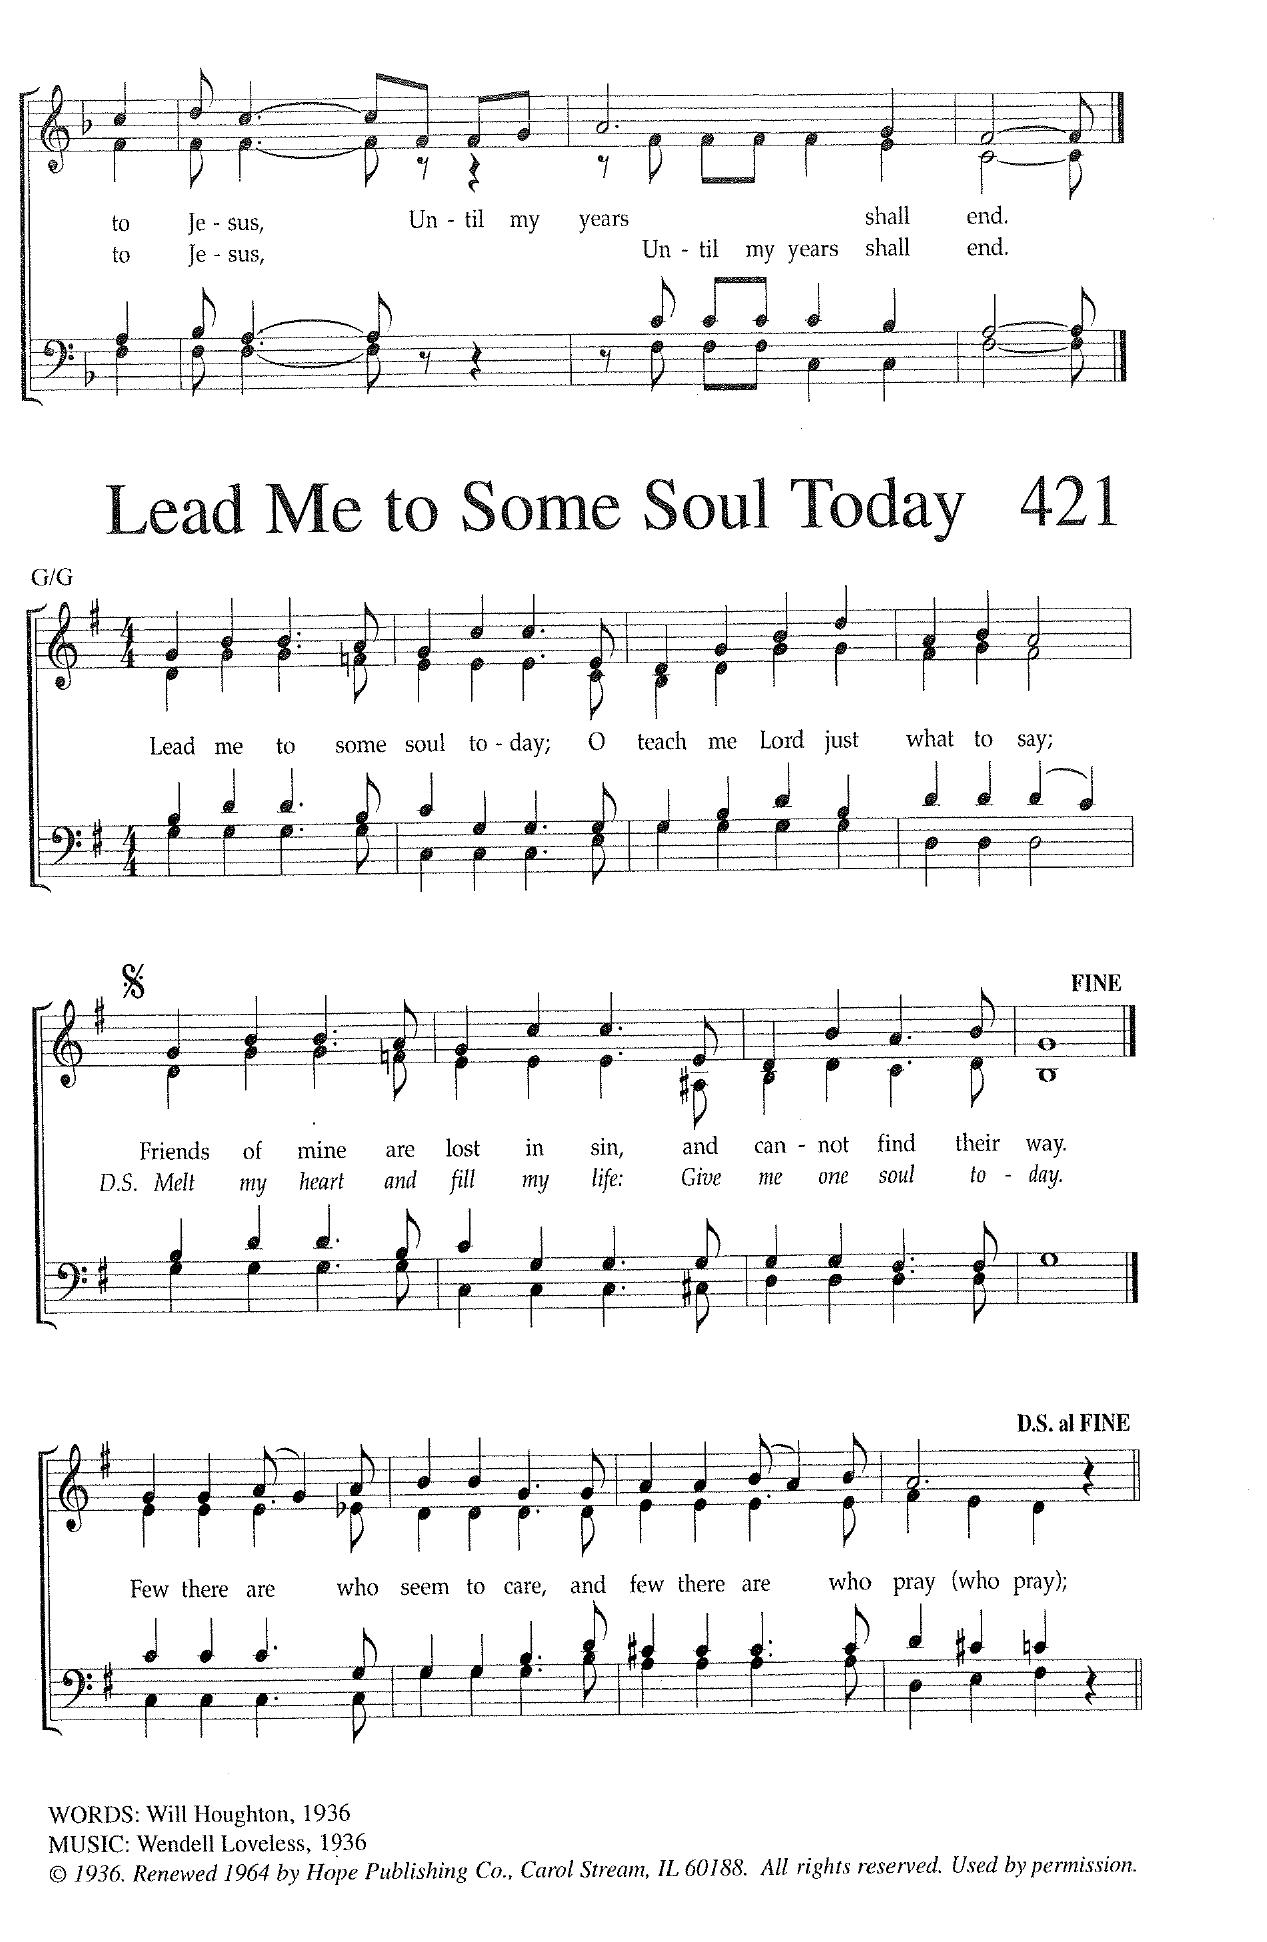 to Je - sus, Un - til my years shall end.
to Je - sus, Un - til my years shall end.
Lead Me to Some Soul Today 421
G/G
4
4
Lead me to some soul to - day; O teach me Lord just what to say;
4
4
FINE
Friends of mine are lost in sin, and can - not find their way.
D.S. Melt my heart and fill my life: Give me one soul to - day.
D.S. al FINE
Few there are who seem to care, and few there are who pray (who pray);
WORDS: Will Houghton, 1936
MUSIC: Wendell Loveless, 1936
© 1936. Renewed 1964 by Hope Publishing Co., Carol Stream, IL 60188. All rights reserved. Used by permission.